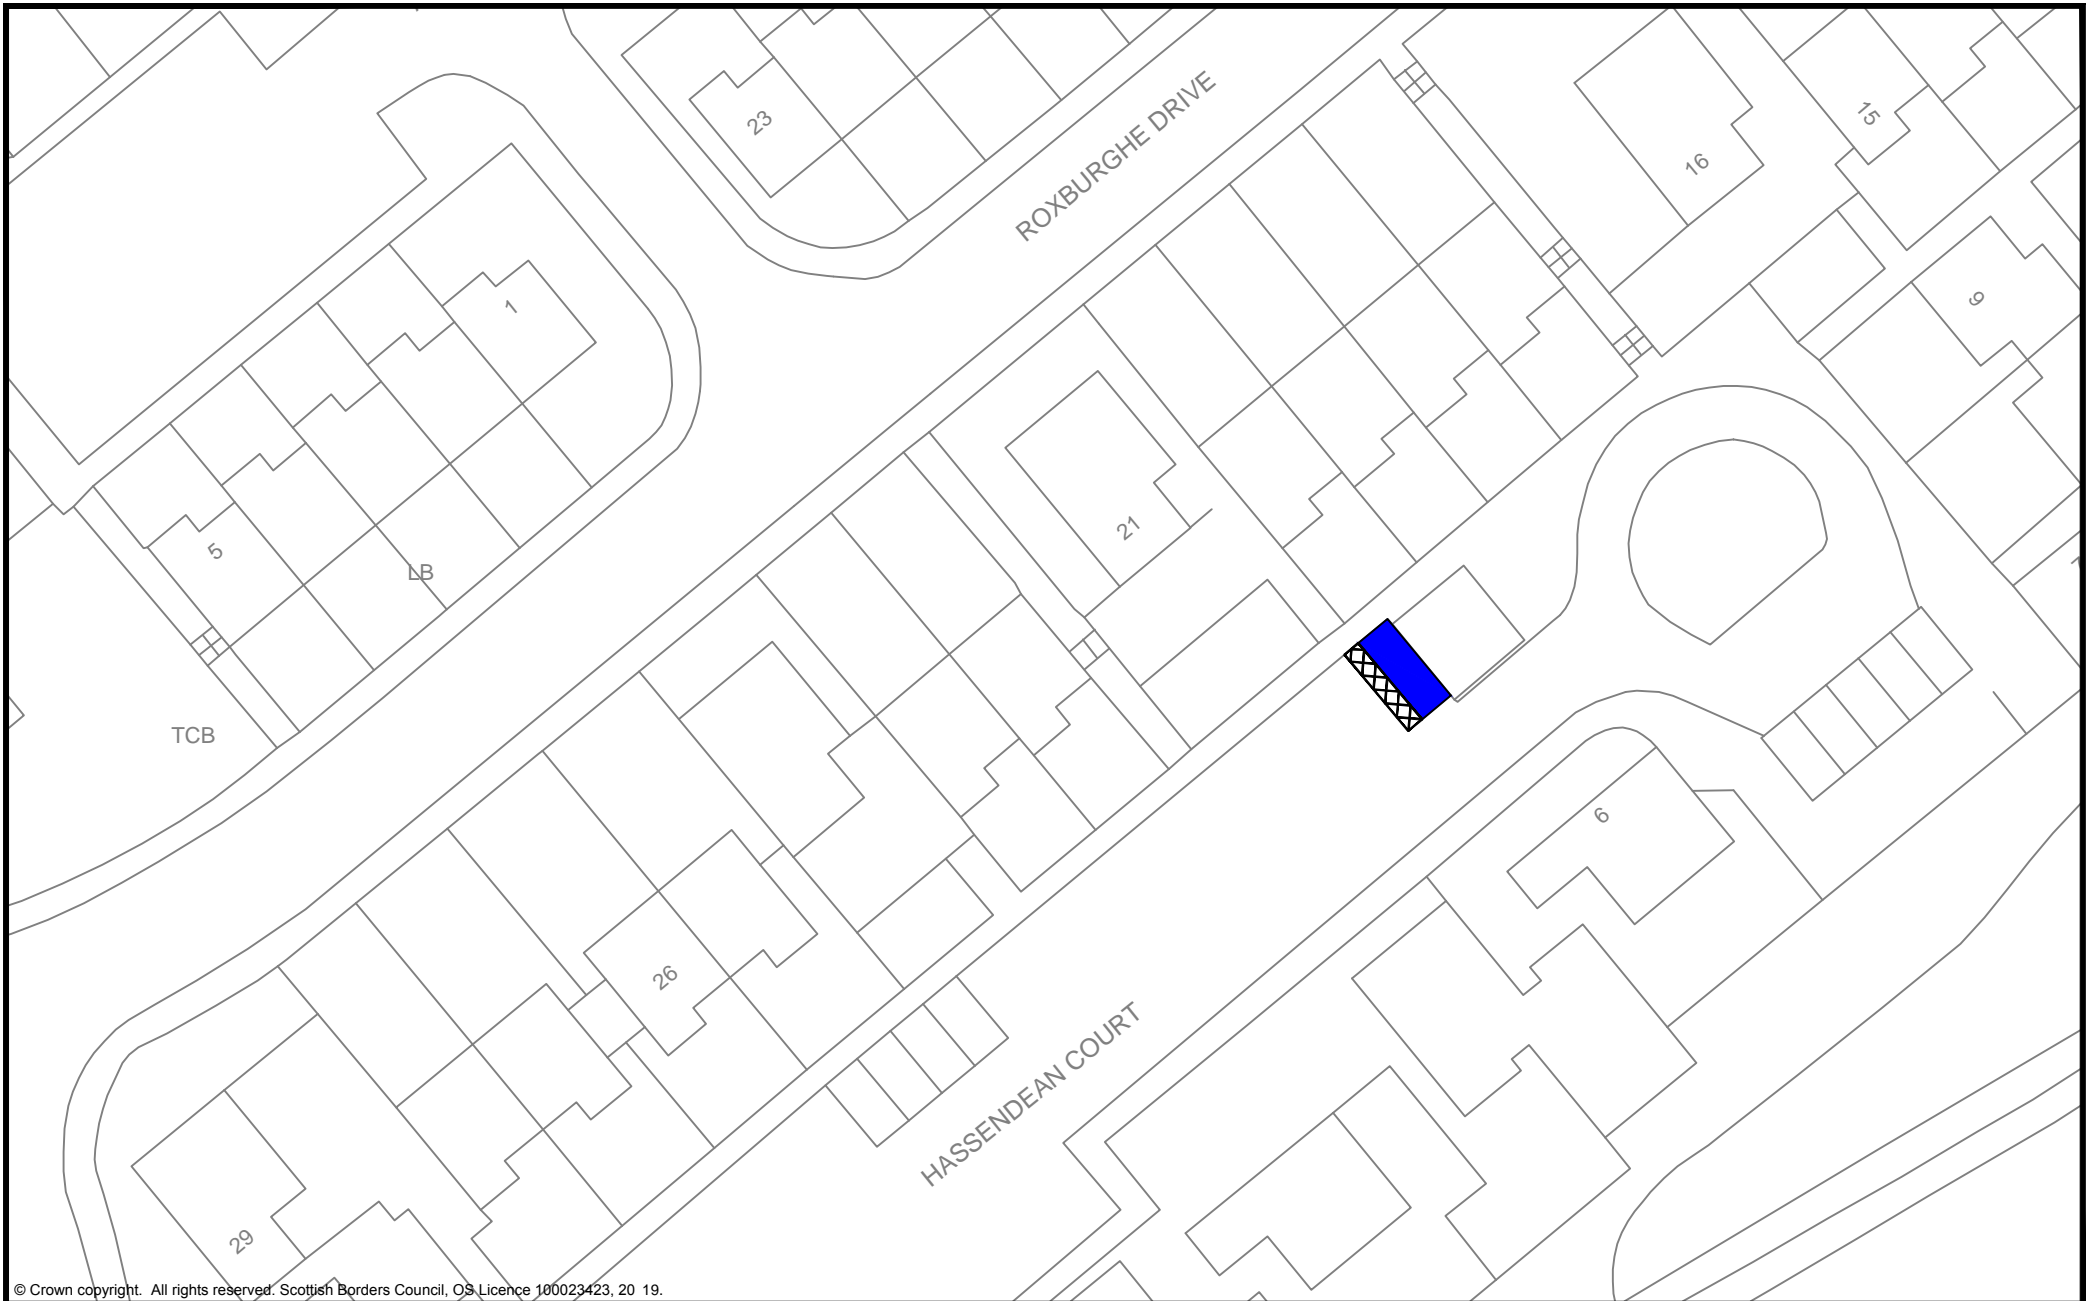 23
ROXBURGHE DRIVE
15
16
9
1
21
5
LB
TCB
6
26
HASSENDEAN COURT
29
© Crown copyright. All rights reserved. Scottish Borders Council, OS Licence 100023423, 20 19.